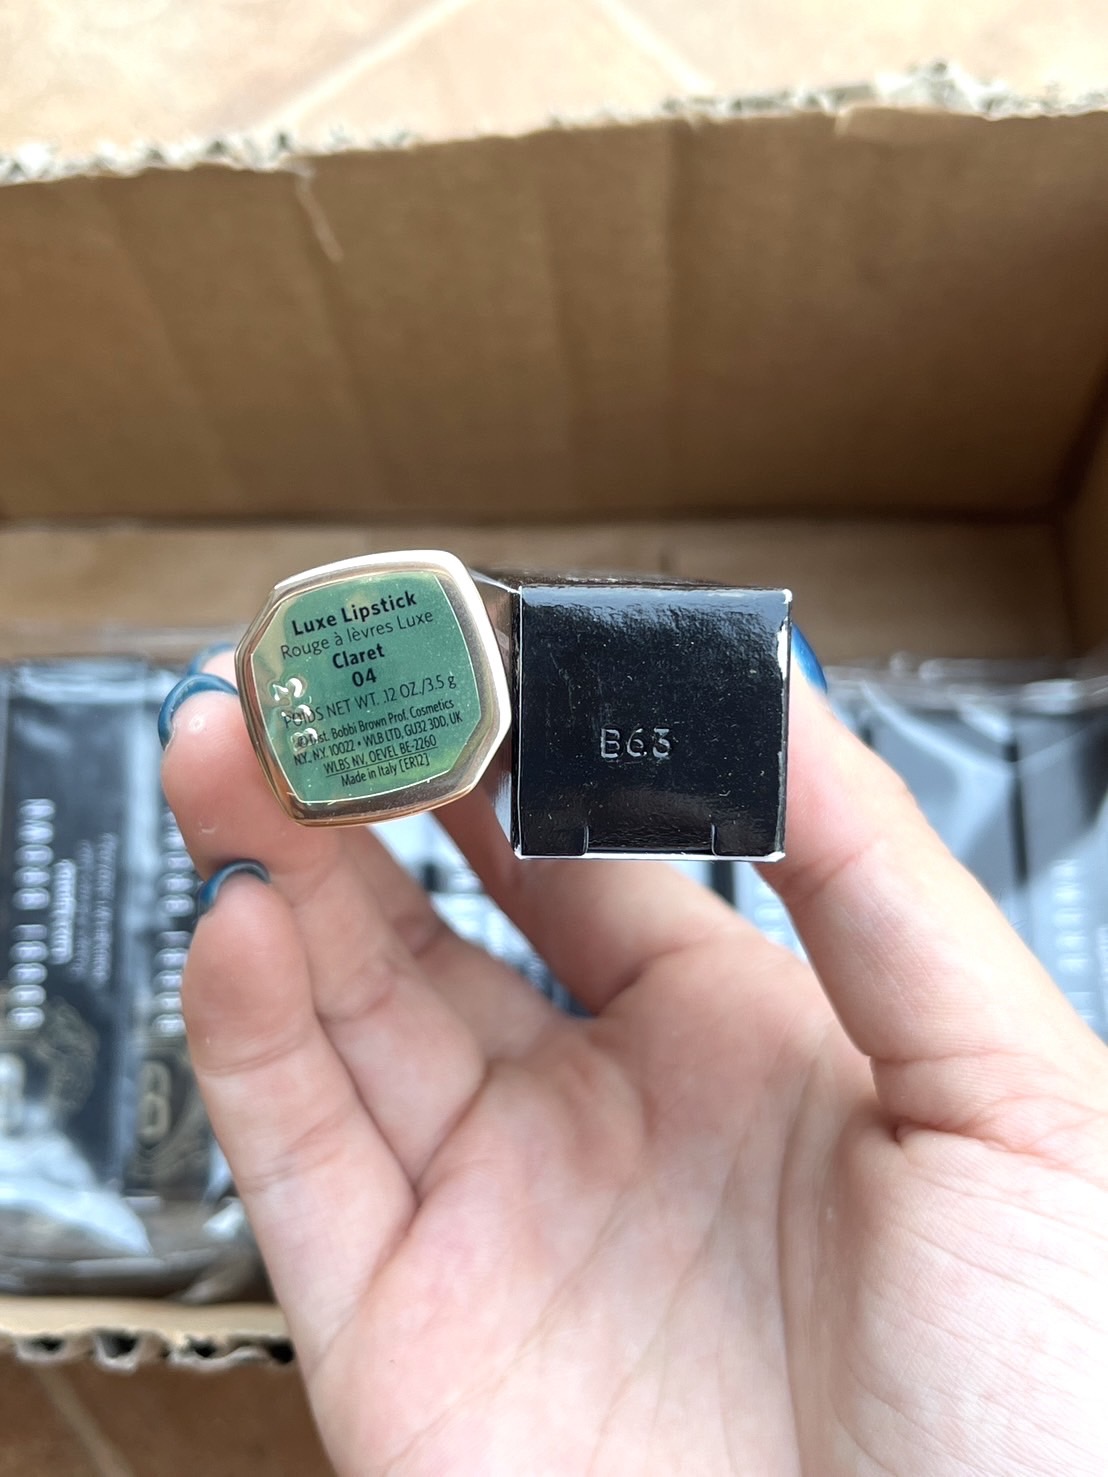 Luxe Lipstick
Rouge à lèvres Luxe
Claret
04
POIDS NET WT. .12 OZ./3.5 g
Dist. Bobbi Brown Prof. Cosmetics
NY, NY 10022 • WLB LTD, GU32 3DD, UK
WLBS NV, OEVEL BE-2260
Made in Italy [ER12]
B63